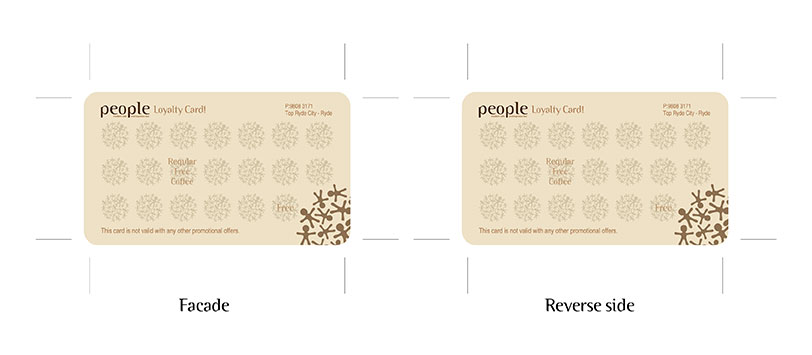 people Loyalty Card!
P:9808 3171
Top Ryde City - Ryde
Regular
Free
Coffee
Free
This card is not valid with any other promotional offers.
Facade
people Loyalty Card!
P:9808 3171
Top Ryde City - Ryde
Regular
Free
Coffee
Free
This card is not valid with any other promotional offers.
Reverse side